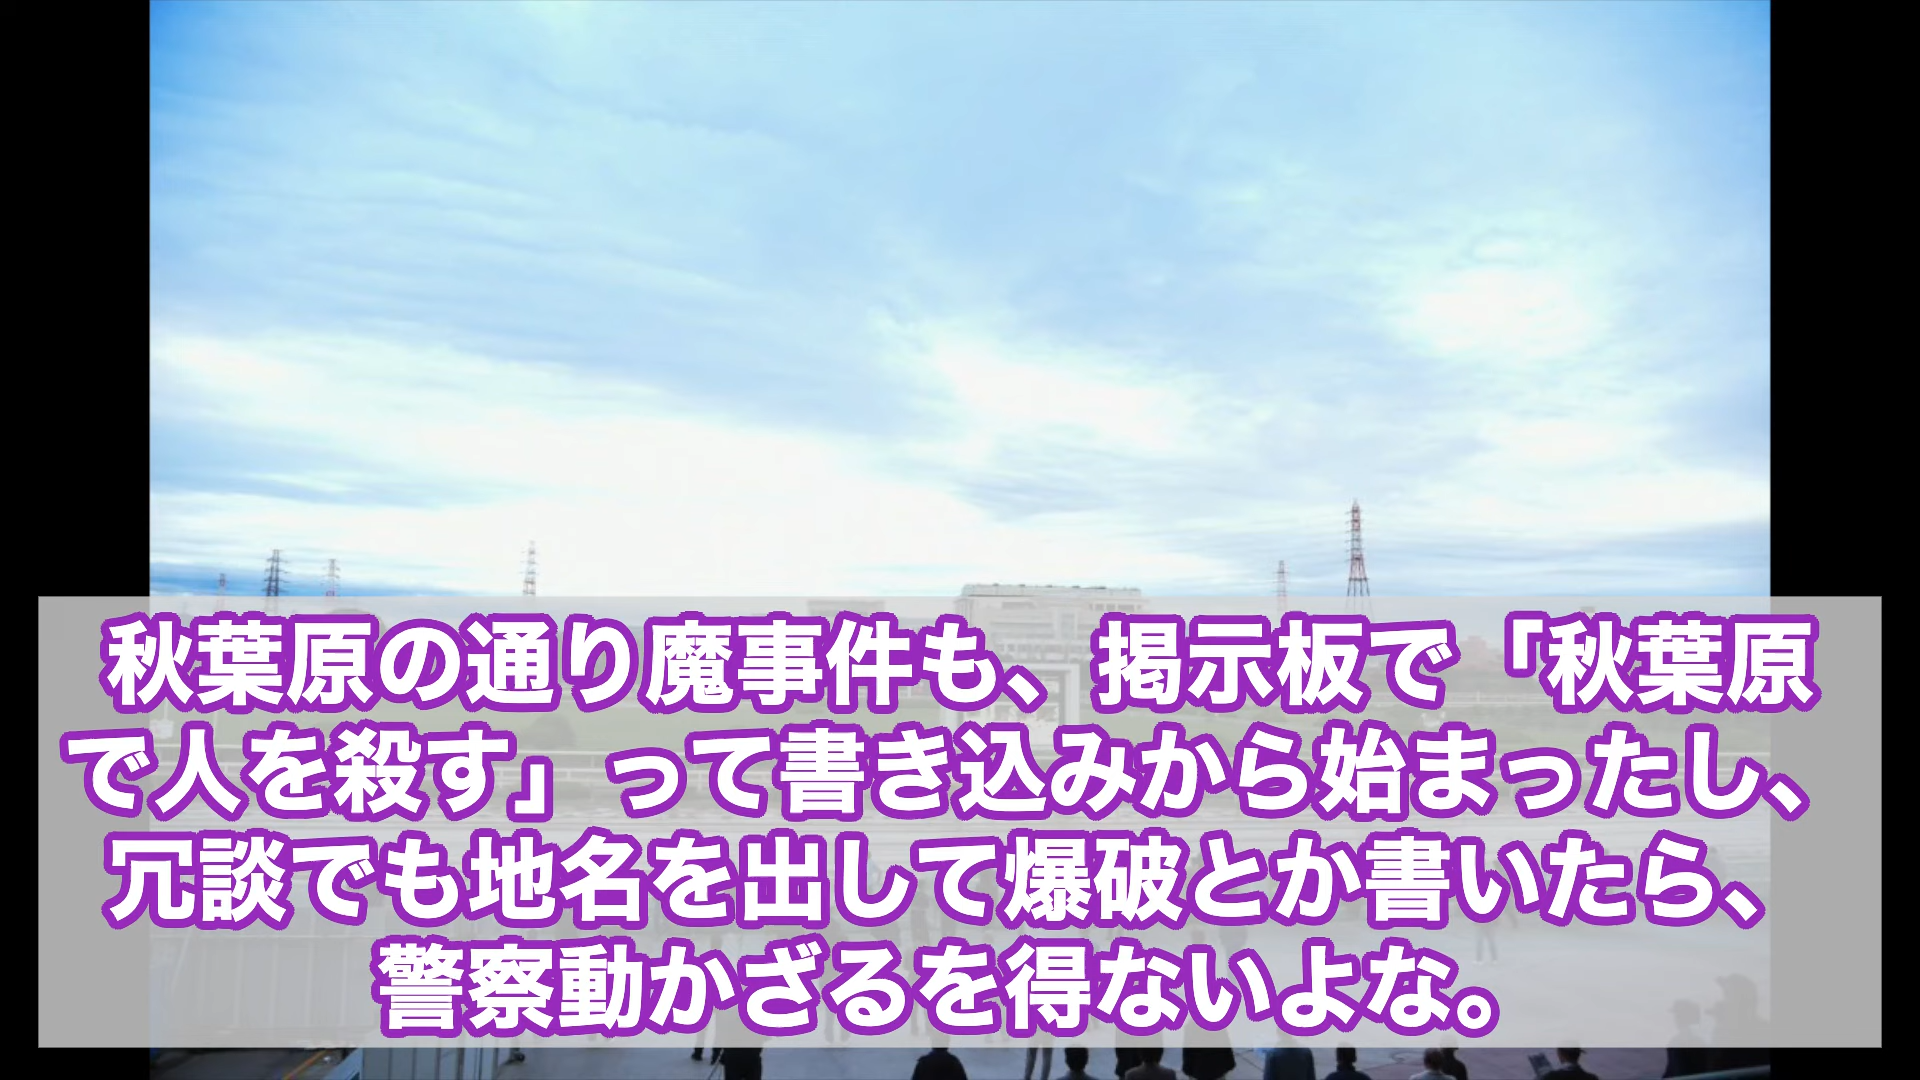 秋葉原の通り魔事件も、掲示板で「秋葉原
で人を殺す」って書き込みから始まったし、
冗談でも地名を出して爆破とか書いたら、
警察動かざるを得ないよな。